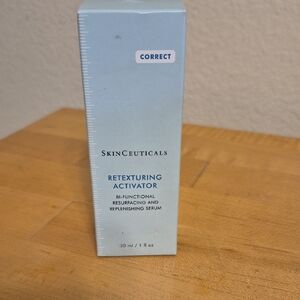 CORRECT
SKINCEUTICALS
RETEXTURING
ACTIVATOR
BI-FUNCTIONAL
RESURFACING AND
REPLENISHING SERUM
30 ml / 1 fl oz